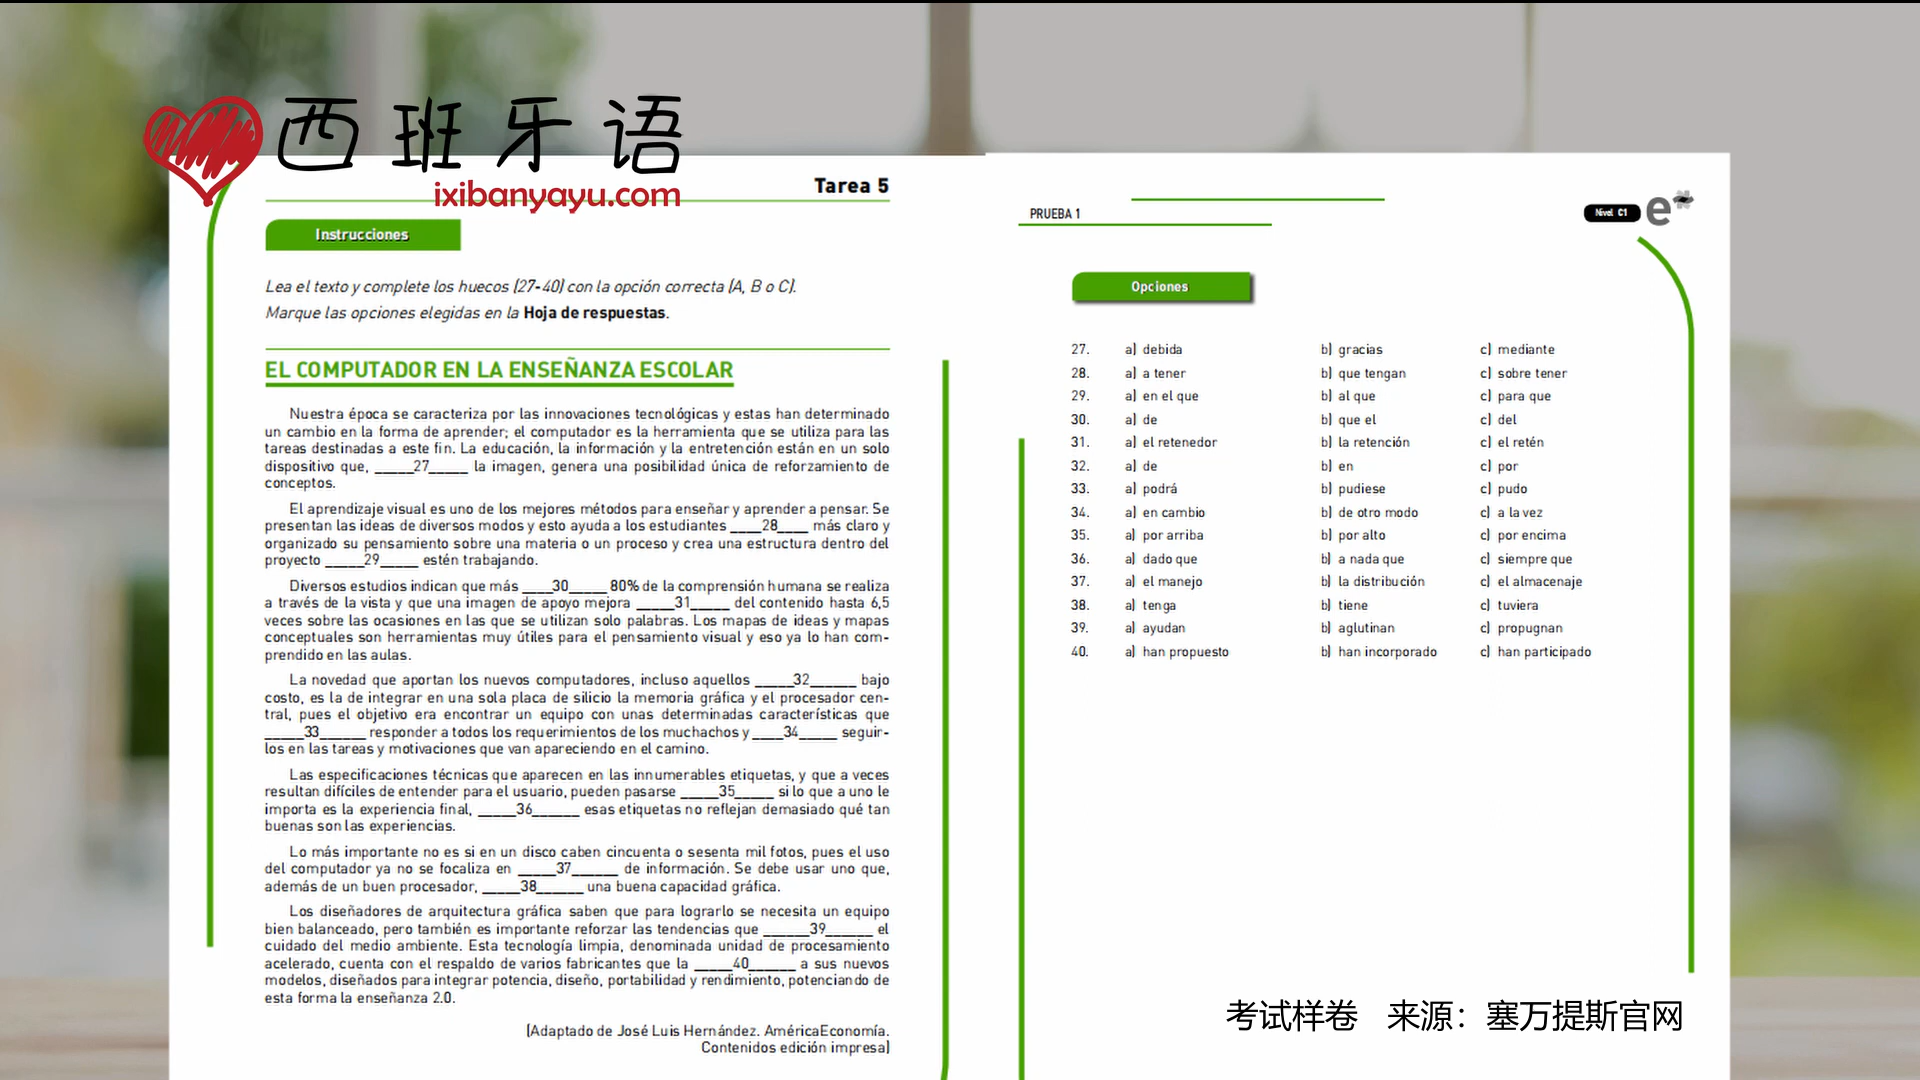 西班牙语
ixibanyayu.com
Tarea 5
Instrucciones
Lea el texto y complete los huecos (27-40) con la opción correcta (A, B o C).
Marque las opciones elegidas en la Hoja de respuestas.
EL COMPUTADOR EN LA ENSEÑANZA ESCOLAR
Nuestra época se caracteriza por las innovaciones tecnológicas y estas han determinado
un cambio en la forma de aprender; el computador es la herramienta que se utiliza para las
tareas destinadas a este fin. La educación, la información y la entretención están en un solo
dispositivo que, _____27_____ la imagen, genera una posibilidad única de reforzamiento de
conceptos.
El aprendizaje visual es uno de los mejores métodos para enseñar y aprender a pensar. Se
presentan las ideas de diversos modos y esto ayuda a los estudiantes ____28____ más claro y
organizado su pensamiento sobre una materia o un proceso y crea una estructura dentro del
proyecto _____29_____ estén trabajando.
Diversos estudios indican que más ____30_____ 80% de la comprensión humana se realiza
a través de la vista y que una imagen de apoyo mejora _____31_____ del contenido hasta 6,5
veces sobre las ocasiones en las que se utilizan solo palabras. Los mapas de ideas y mapas
conceptuales son herramientas muy útiles para el pensamiento visual y eso ya lo han com-
prendido en las aulas.
La novedad que aportan los nuevos computadores, incluso aquellos _____32______ bajo
costo, es la de integrar en una sola placa de silicio la memoria gráfica y el procesador cen-
tral, pues el objetivo era encontrar un equipo con unas determinadas características que
_____33______ responder a todos los requerimientos de los muchachos y ____34_____ seguir-
los en las tareas y motivaciones que van apareciendo en el camino.
Las especificaciones técnicas que aparecen en las innumerables etiquetas, y que a veces
resultan difíciles de entender para el usuario, pueden pasarse _____35_____ si lo que a uno le
importa es la experiencia final, _____36______ esas etiquetas no reflejan demasiado qué tan
buenas son las experiencias.
Lo más importante no es si en un disco caben cincuenta o sesenta mil fotos, pues el uso
del computador ya no se focaliza en _____37______ de información. Se debe usar uno que,
además de un buen procesador, _____38______ una buena capacidad gráfica.
Los diseñadores de arquitectura gráfica saben que para lograrlo se necesita un equipo
bien balanceado, pero también es importante reforzar las tendencias que ______39______ el
cuidado del medio ambiente. Esta tecnología limpia, denominada unidad de procesamiento
acelerado, cuenta con el respaldo de varios fabricantes que la _____40______ a sus nuevos
modelos, diseñados para integrar potencia, diseño, portabilidad y rendimiento, potenciando de
esta forma la enseñanza 2.0.
(Adaptado de José Luis Hernández. AméricaEconomía.
Contenidos edición impresa)
PRUEBA 1
Nivel C1
e
Opciones
27. a) debida b) gracias c) mediante
28. a) a tener b) que tengan c) sobre tener
29. a) en el que b) al que c) para que
30. a) de b) que el c) del
31. a) el retenedor b) la retención c) el retén
32. a) de b) en c) por
33. a) podrá b) pudiese c) pudo
34. a) en cambio b) de otro modo c) a la vez
35. a) por arriba b) por alto c) por encima
36. a) dado que b) a nada que c) siempre que
37. a) el manejo b) la distribución c) el almacenaje
38. a) tenga b) tiene c) tuviera
39. a) ayudan b) aglutinan c) propugnan
40. a) han propuesto b) han incorporado c) han participado
考试样卷 来源：塞万提斯官网